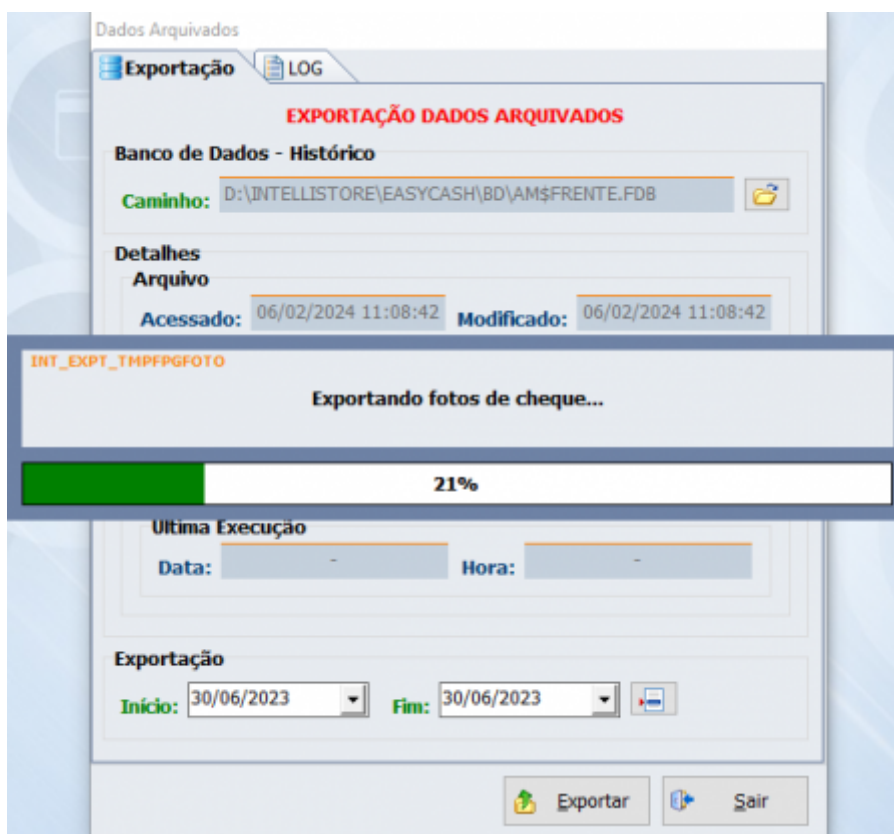 Dados Arquivados
Exportação LOG
EXPORTAÇÃO DADOS ARQUIVADOS
Banco de Dados - Histórico
Caminho: D:\INTELLISTORE\EASYCASH\BD\AM$FRENTE.FDB
Detalhes
Arquivo
Acessado: 06/02/2024 11:08:42 Modificado: 06/02/2024 11:08:42
INT_EXPT_TMPFPGFOTO
Exportando fotos de cheque...
21%
Última Execução
Data: - Hora: -
Exportação
Início: 30/06/2023 Fim: 30/06/2023
Exportar Sair